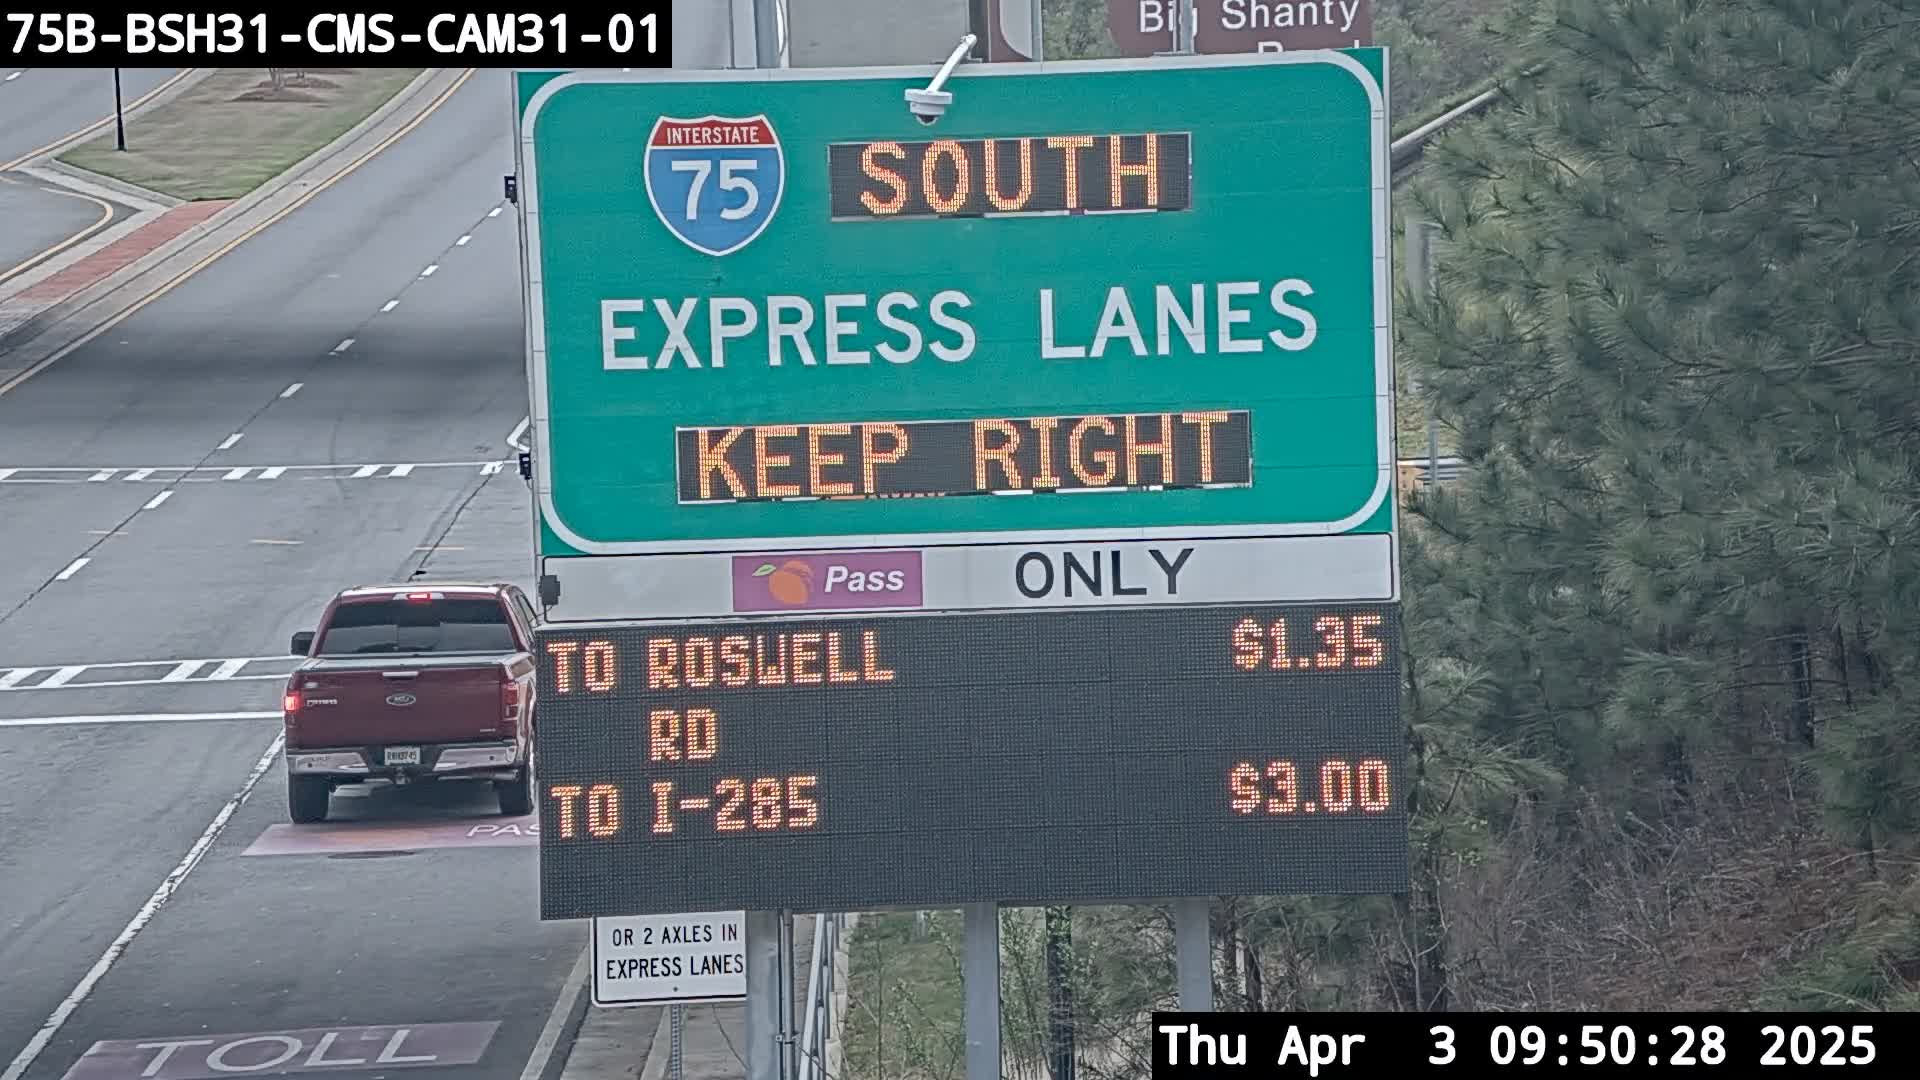 75B-BSH31-CMS-CAM31-01
Big Shanty
INTERSTATE
75
SOUTH
EXPRESS LANES
KEEP RIGHT
Pass
ONLY
TO ROSWELL $1.35
RD
TO I-285 $3.00
OR 2 AXLES IN
EXPRESS LANES
TOLL
Thu Apr 3 09:50:28 2025